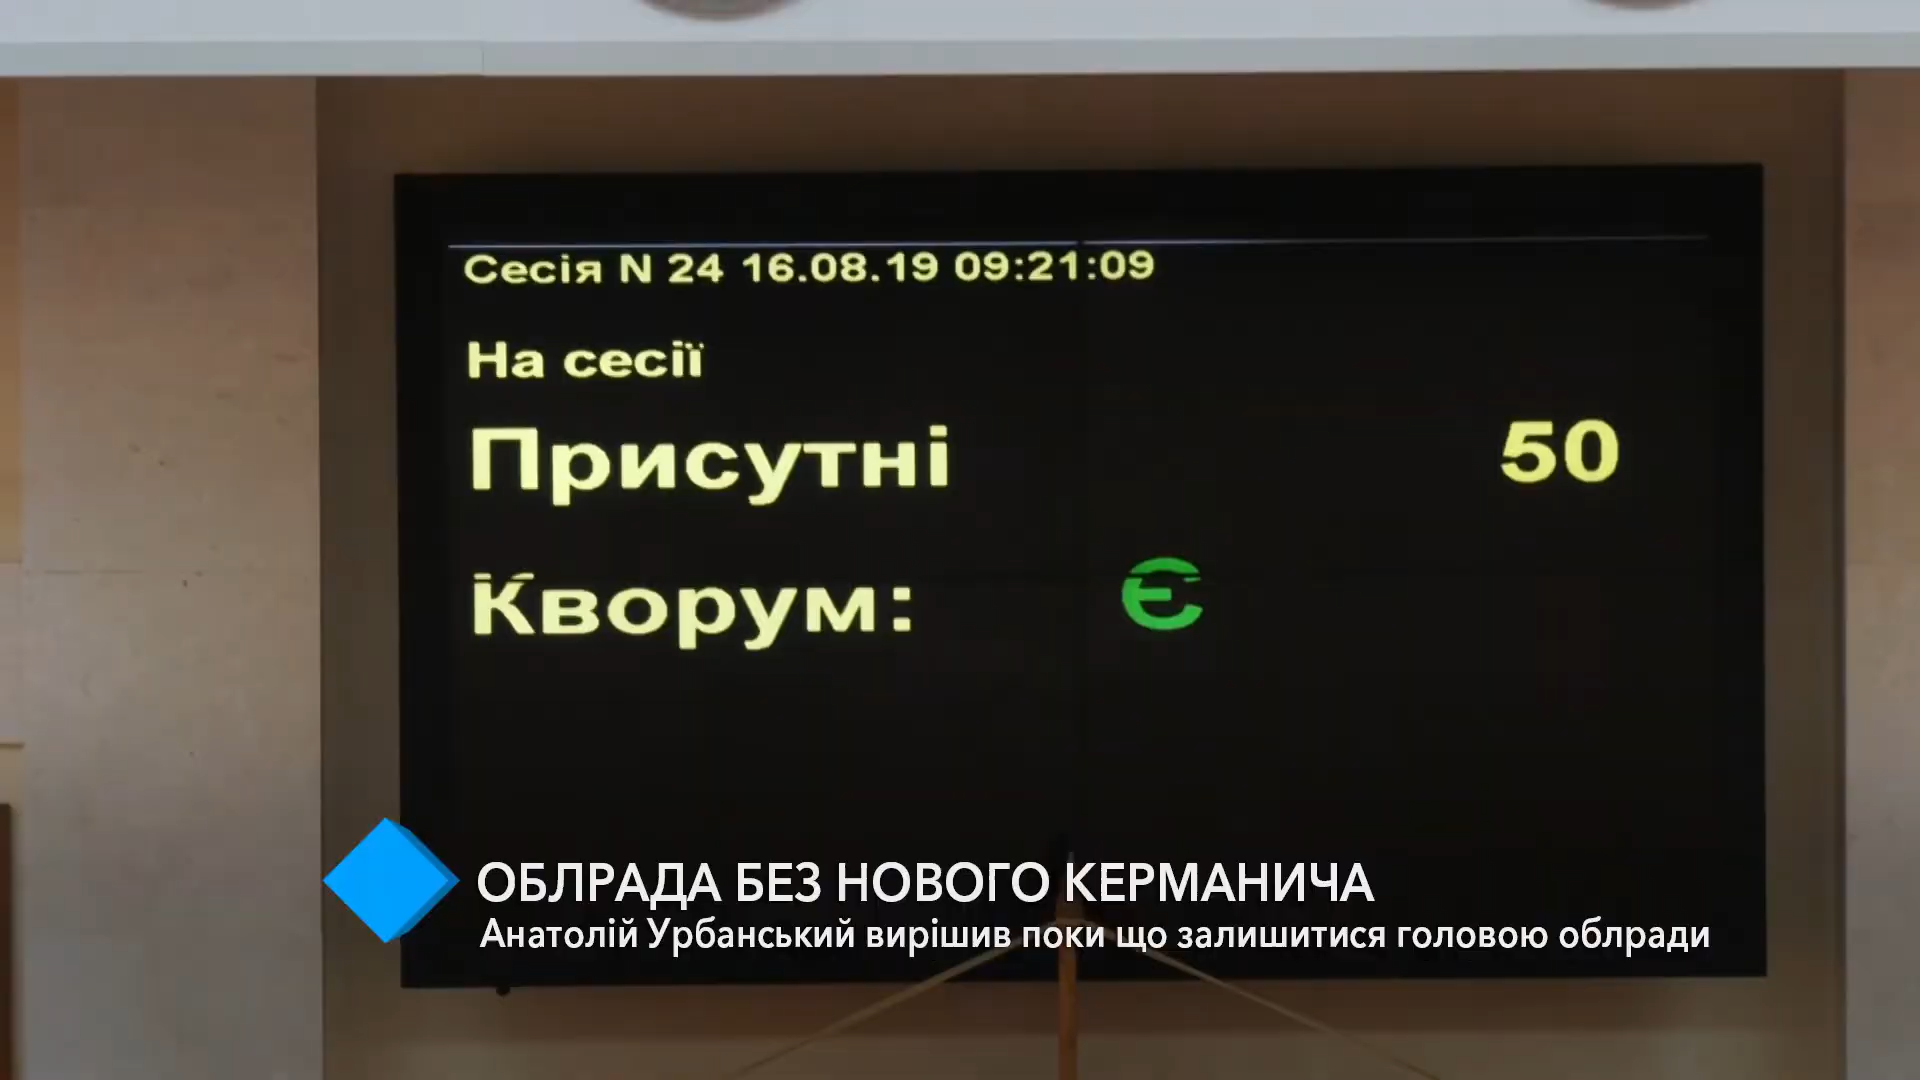 Сесія N 24 16.08.19 09:21:09
На сесії
Присутні 50
Кворум: Є
ОБЛРАДА БЕЗ НОВОГО КЕРМАНИЧА
Анатолій Урбанський вирішив поки що залишитися головою облради